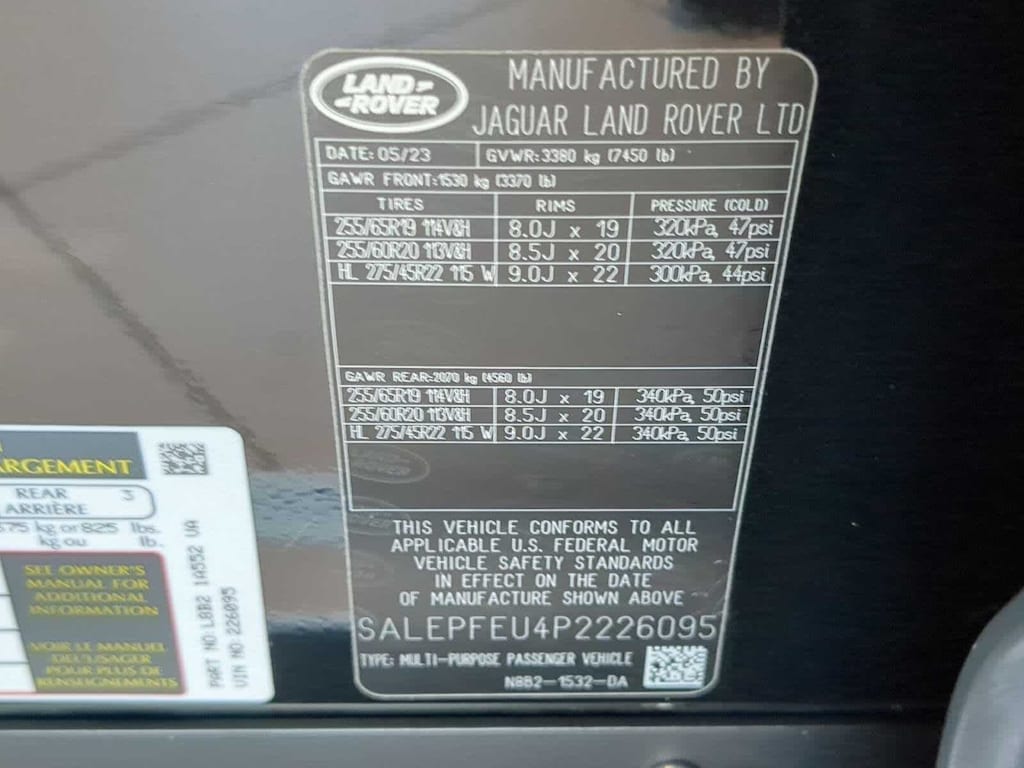 LAND
ROVER
MANUFACTURED BY
JAGUAR LAND ROVER LTD
DATE: 05/23 GVWR:3380 kg (7450 lb)
GAWR FRONT:1530 kg (3370 lb)
TIRES RIMS PRESSURE (COLD)
255/65R19 114V&H 8.0J x 19 320kPa, 47psi
255/60R20 113V&H 8.5J x 20 320kPa, 47psi
HL 275/45R22 115 W 9.0J x 22 300kPa, 44psi
GAWR REAR:2070 kg (4560 lb)
255/65R19 114V&H 8.0J x 19 340kPa, 50psi
255/60R20 113V&H 8.5J x 20 340kPa, 50psi
HL 275/45R22 115 W 9.0J x 22 340kPa, 50psi
THIS VEHICLE CONFORMS TO ALL
APPLICABLE U.S. FEDERAL MOTOR
VEHICLE SAFETY STANDARDS
IN EFFECT ON THE DATE
OF MANUFACTURE SHOWN ABOVE
SALEPFEU4P2226095
TYPE: MULTI-PURPOSE PASSENGER VEHICLE
N8B2-1532-DA
ARGEMENT
REAR 3
ARRIÈRE
375 kg or 825 lbs.
kg ou lb.
SEE OWNER'S
MANUAL FOR
ADDITIONAL
INFORMATION
VOIR LE MANUEL
DE L'USAGER
POUR PLUS DE
RENSEIGNEMENTS
PART NO L8B2 1A552 VA
VIN NO 226095